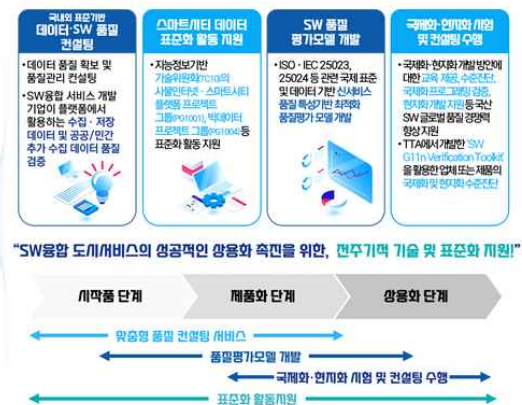 국내외 표준기반
데이터·SW 품질
컨설팅
• 데이터 품질 확보 및
품질관리 컨설팅
• SW융합 서비스 개발
기업이 플랫폼에서
활용하는 수집·저장
데이터 및 공공/민간
추가 수집 데이터 품질
검증
스마트시티 데이터
표준화 활동 지원
• 지능정보기반
기술위원회(TC10)의
사물인터넷·스마트시티
플랫폼 프로젝트
그룹(PG1001), 빅데이터
프로젝트 그룹(PG1004) 등
표준화 활동 지원
SW 품질
평가모델 개발
• ISO·IEC 25023,
25024 등 관련 국제 표준
및 데이터 기반 신서비스
품질 특성기반 최적화
품질평가 모델 개발
국제화·현지화 시험
및 컨설팅 수행
• 국제화·현지화 개발 방안에
대한 교육 제공, 수준진단,
국제화 프로그래밍 검증,
현지화 개발 지원 등 국산
SW 글로벌 품질 경쟁력
향상 지원
• TTA에서 개발한 'SW
G11n Verification Toolkit'
을 활용한 업체 또는 제품의
국제화 및 현지화 수준진단
“SW융합 도시서비스의 성공적인 상용화 촉진을 위한, 전주기적 기술 및 표준화 지원!”
시작품 단계
제품화 단계
상용화 단계
맞춤형 품질 컨설팅 서비스
품질평가모델 개발
국제화·현지화 시험 및 컨설팅 수행
표준화 활동지원